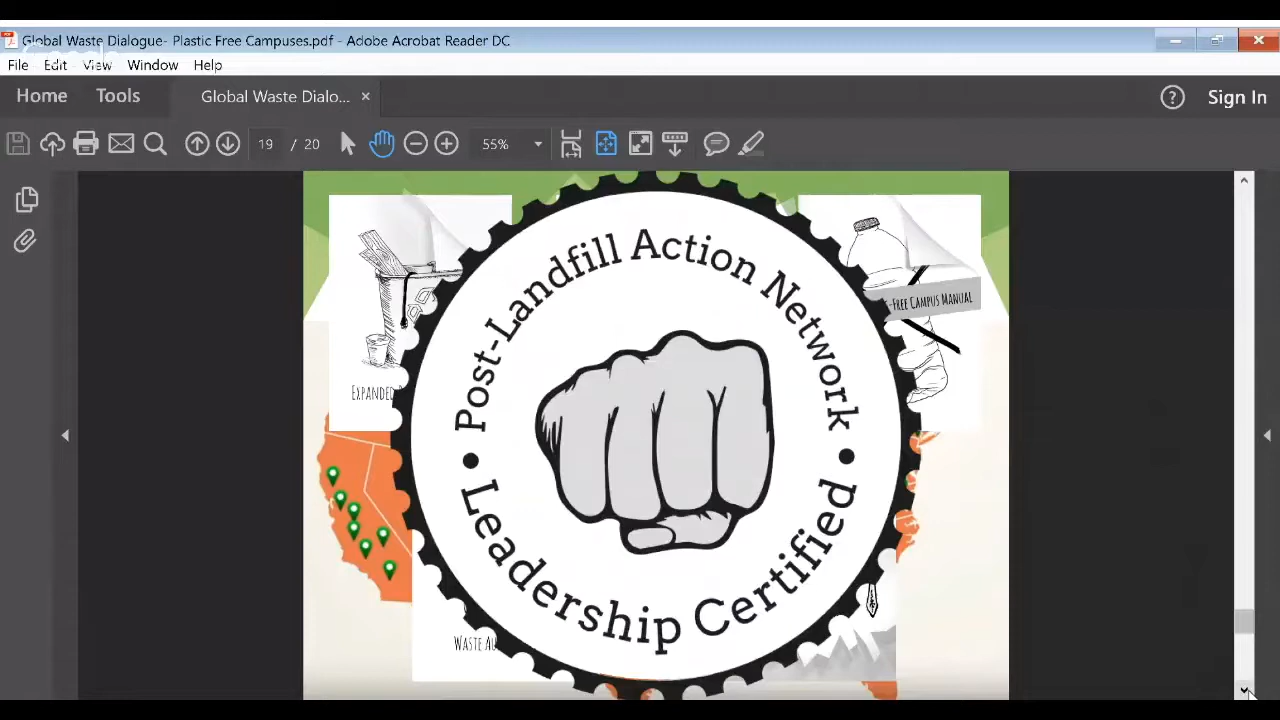 Global Waste Dialogue- Plastic Free Campuses.pdf - Adobe Acrobat Reader DC
File Edit View Window Help
Home Tools Global Waste Dialo... × ? Sign In
19 / 20 55%
Post-Landfill Action Network
Leadership Certified
-Free Campus Manual
Expanded
Waste Au